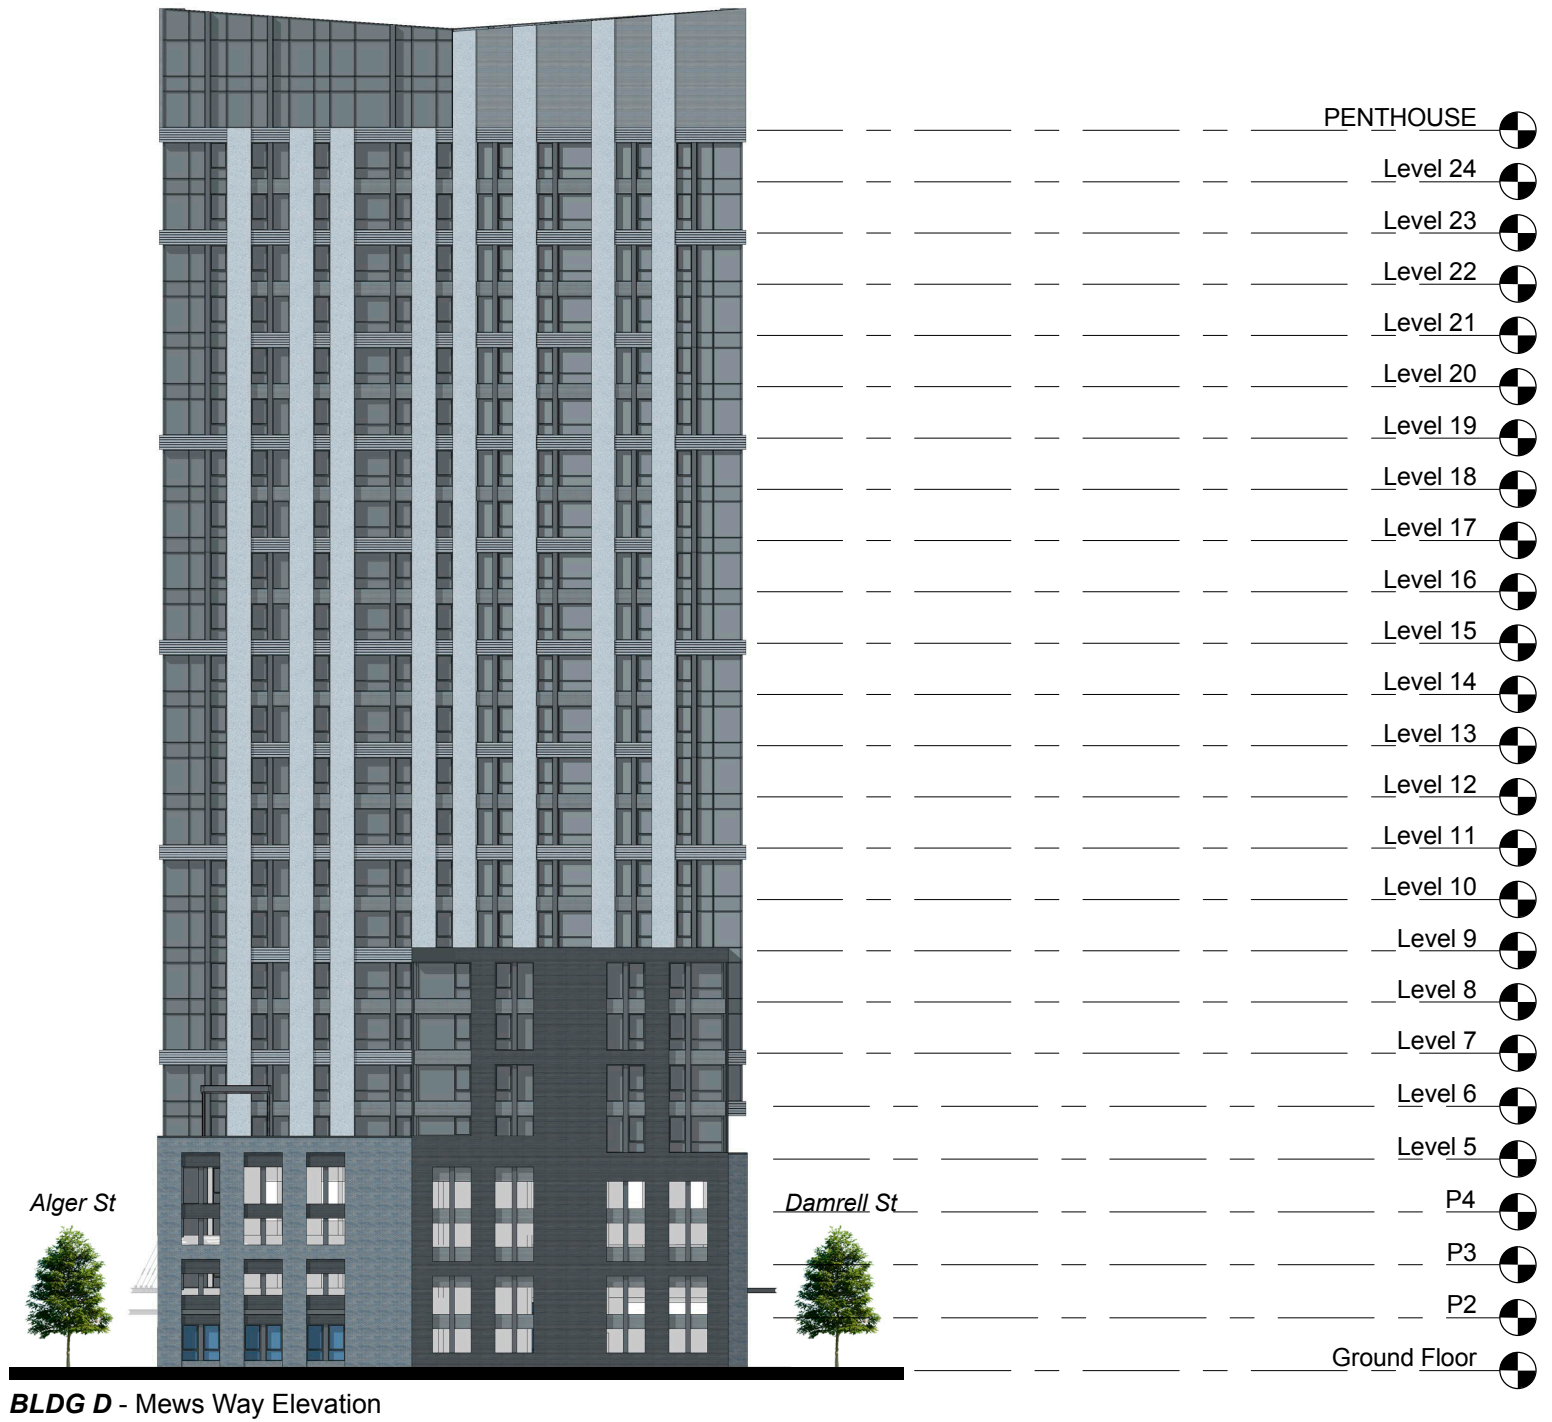 PENTHOUSE
Level 24
Level 23
Level 22
Level 21
Level 20
Level 19
Level 18
Level 17
Level 16
Level 15
Level 14
Level 13
Level 12
Level 11
Level 10
Level 9
Level 8
Level 7
Level 6
Level 5
Alger St
Damrell St
P4
P3
P2
Ground Floor
BLDG D - Mews Way Elevation